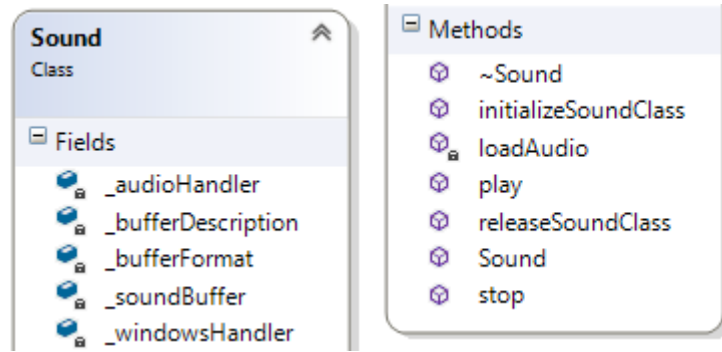 Sound
Class
Fields
_audioHandler
_bufferDescription
_bufferFormat
_soundBuffer
_windowsHandler
Methods
~Sound
initializeSoundClass
loadAudio
play
releaseSoundClass
Sound
stop